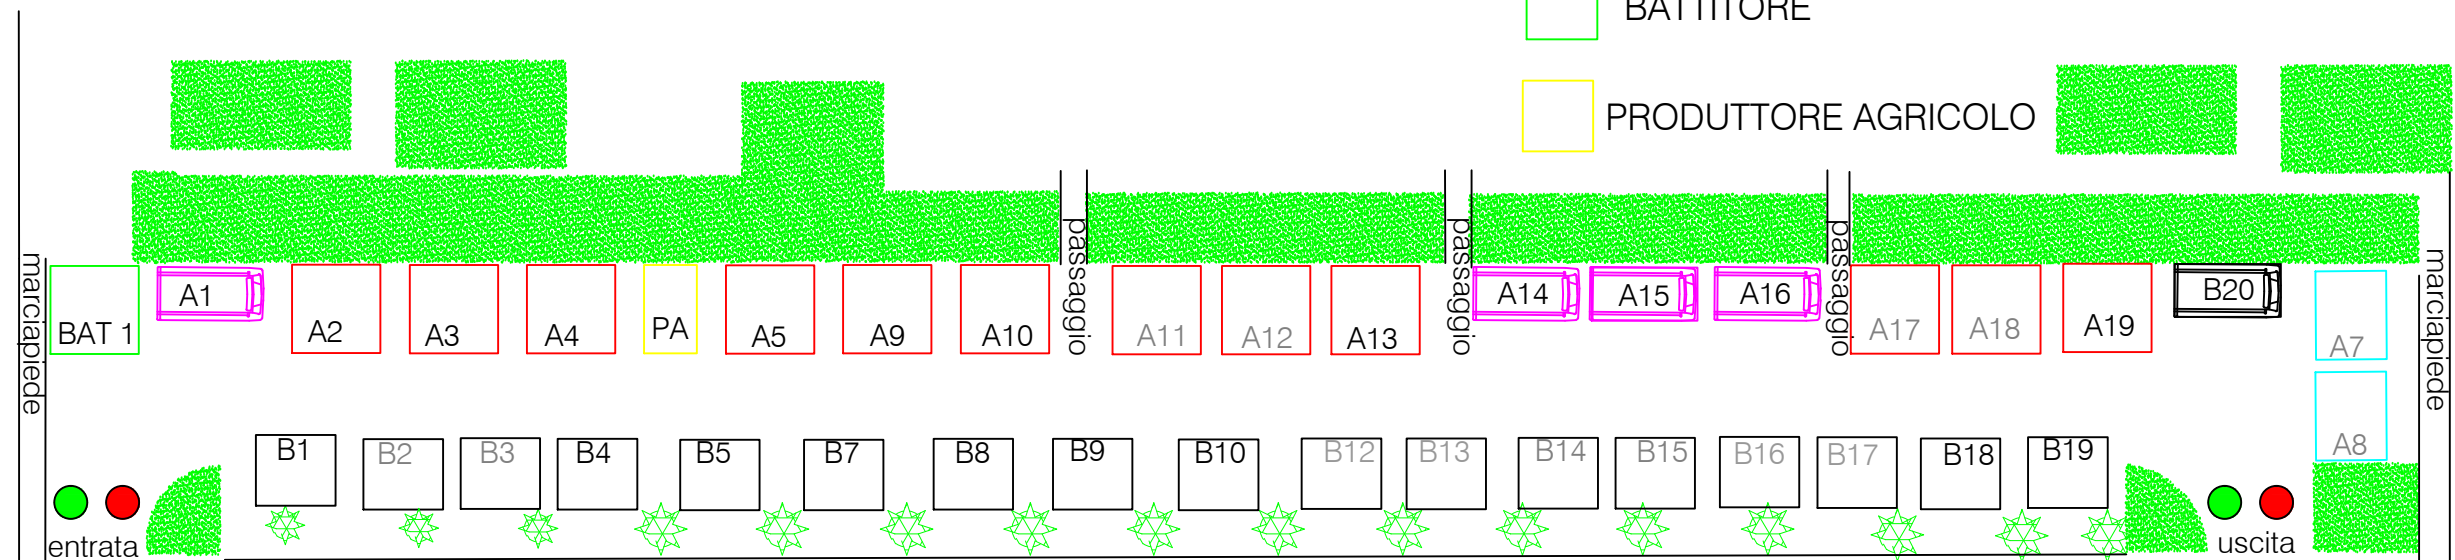 BATTITORE
PRODUTTORE AGRICOLO
marciapiede
BAT 1
A1
A2
A3
A4
PA
A5
A9
A10
passaggio
A11
A12
A13
passaggio
A14
A15
A16
passaggio
A17
A18
A19
B20
A7
A8
marciapiede
B1
B2
B3
B4
B5
B7
B8
B9
B10
B12
B13
B14
B15
B16
B17
B18
B19
entrata
uscita